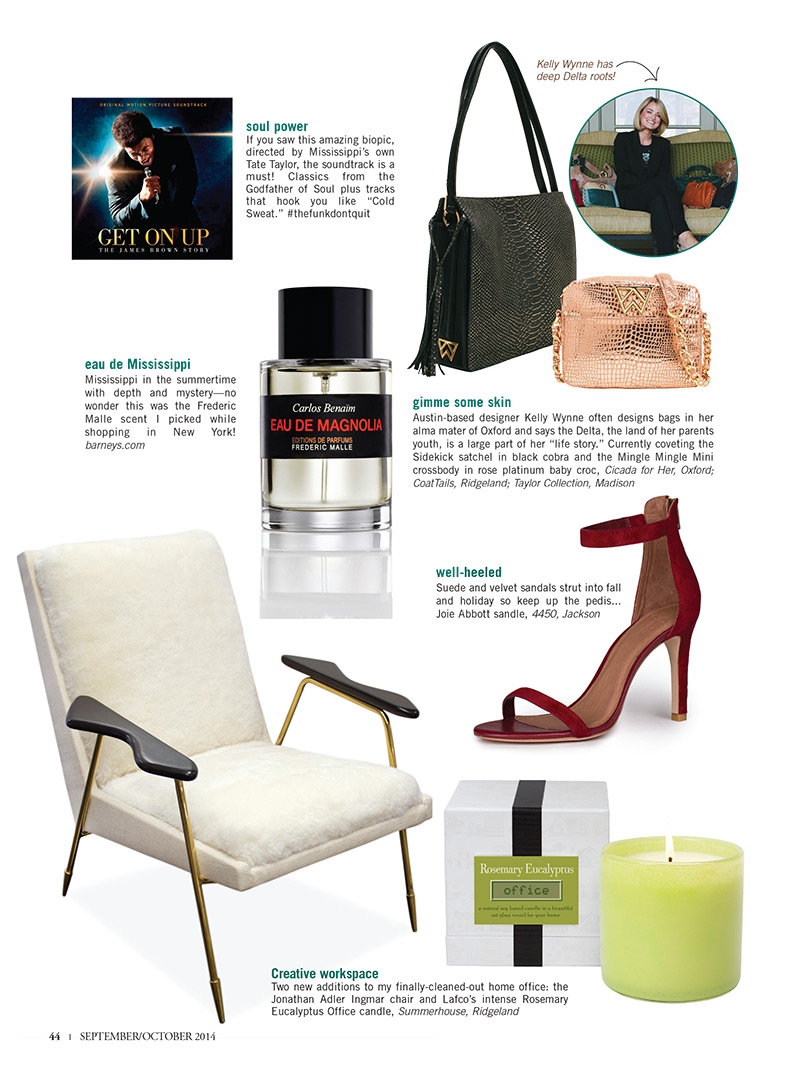 Kelly Wynne has
deep Delta roots!
ORIGINAL MOTION PICTURE SOUNDTRACK
GET ON UP
THE JAMES BROWN STORY
soul power
If you saw this amazing biopic,
directed by Mississippi's own
Tate Taylor, the soundtrack is a
must! Classics from the
Godfather of Soul plus tracks
that hook you like "Cold
Sweat." #thefunkdontquit
eau de Mississippi
Mississippi in the summertime
with depth and mystery—no
wonder this was the Frederic
Malle scent I picked while
shopping in New York!
barneys.com
Carlos Benaïm
EAU DE MAGNOLIA
EDITIONS DE PARFUMS
FREDERIC MALLE
gimme some skin
Austin-based designer Kelly Wynne often designs bags in her
alma mater of Oxford and says the Delta, the land of her parents
youth, is a large part of her "life story." Currently coveting the
Sidekick satchel in black cobra and the Mingle Mingle Mini
crossbody in rose platinum baby croc, Cicada for Her, Oxford;
CoatTails, Ridgeland; Taylor Collection, Madison
well-heeled
Suede and velvet sandals strut into fall
and holiday so keep up the pedis...
Joie Abbott sandle, 4450, Jackson
Rosemary Eucalyptus
office
a natural soy based candle in a beautiful
art glass vessel for your home
Creative workspace
Two new additions to my finally-cleaned-out home office: the
Jonathan Adler Ingmar chair and Lafco's intense Rosemary
Eucalyptus Office candle, Summerhouse, Ridgeland
44 | SEPTEMBER/OCTOBER 2014